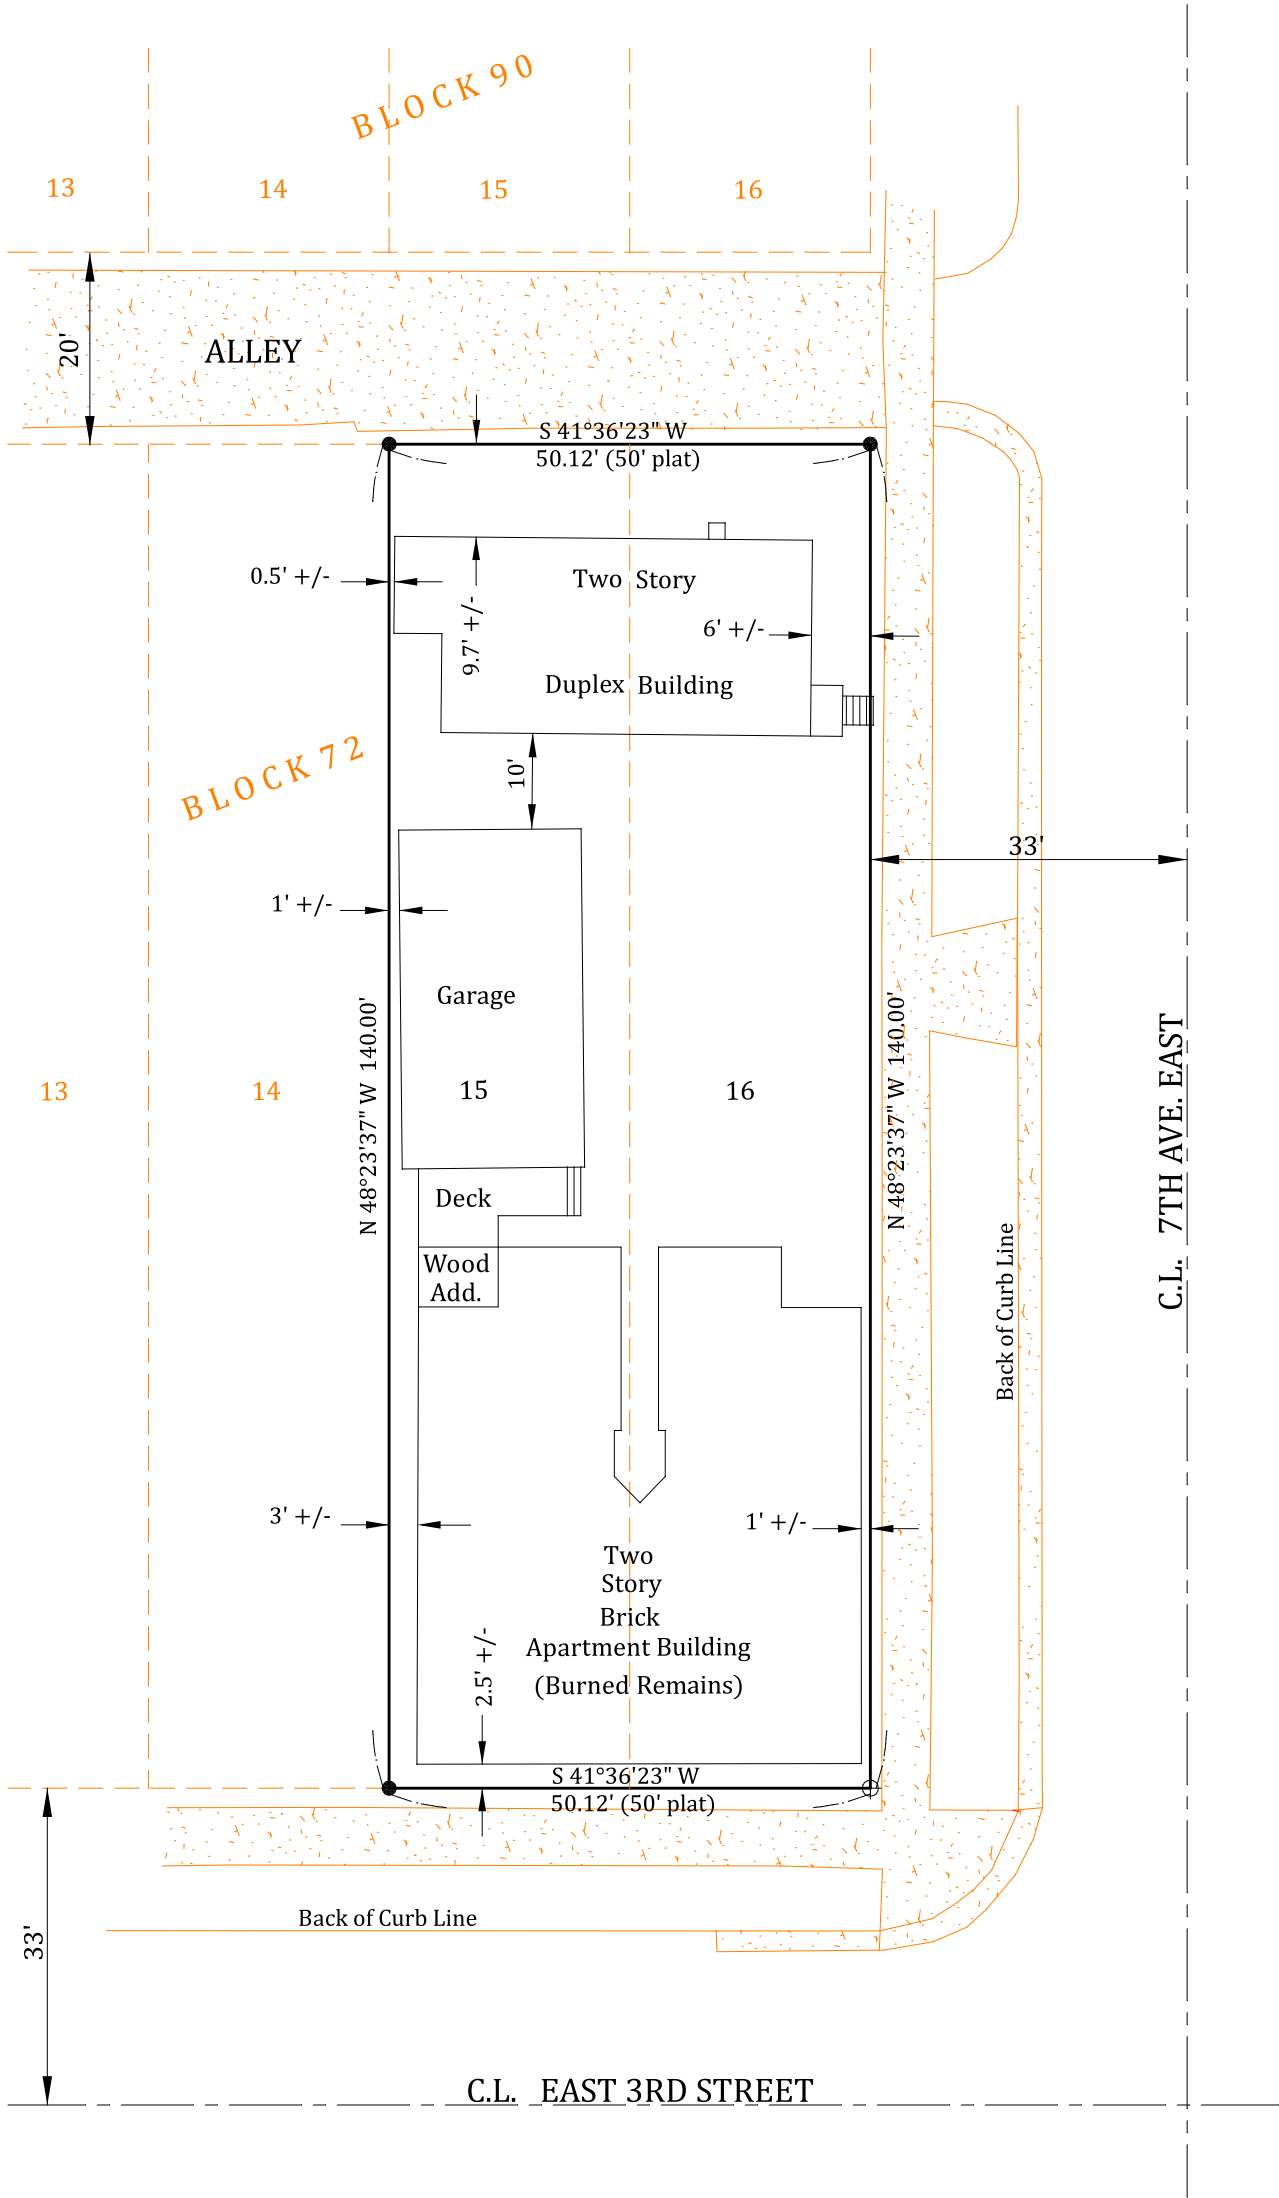 BLOCK 90
13
14
15
16
20'
ALLEY
S 41°36'23" W
50.12' (50' plat)
0.5' +/-
Two Story
9.7' +/-
6' +/-
Duplex Building
BLOCK 72
10'
33'
1' +/-
Garage
N 48°23'37" W 140.00'
N 48°23'37" W 140.00'
C.L. 7TH AVE. EAST
13
14
15
16
Deck
Wood
Add.
Back of Curb Line
3' +/-
1' +/-
Two
Story
Brick
Apartment Building
(Burned Remains)
2.5' +/-
S 41°36'23" W
50.12' (50' plat)
Back of Curb Line
33'
C.L. EAST 3RD STREET